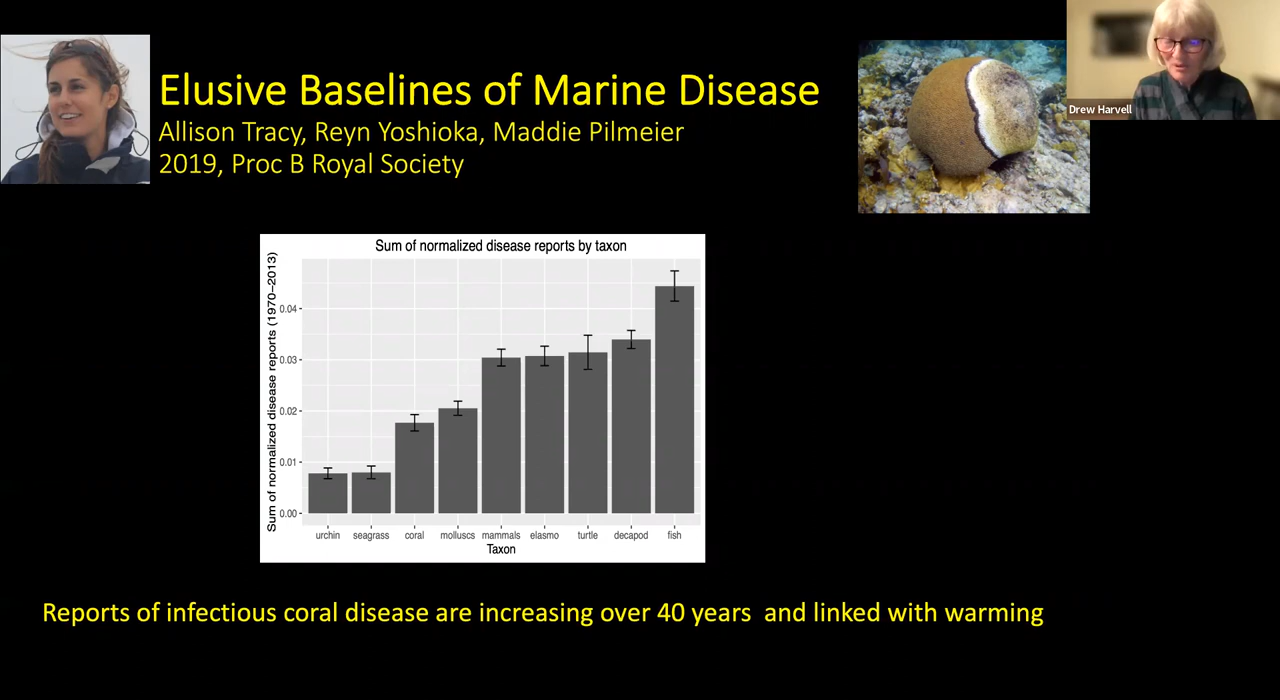 Elusive Baselines of Marine Disease
Allison Tracy, Reyn Yoshioka, Maddie Pilmeier
2019, Proc B Royal Society
Drew Harvell
Sum of normalized disease reports by taxon
Sum of normalized disease reports (1970–2013)
0.04
0.03
0.02
0.01
0.00
urchin seagrass coral molluscs mammals elasmo turtle decapod fish
Taxon
Reports of infectious coral disease are increasing over 40 years and linked with warming